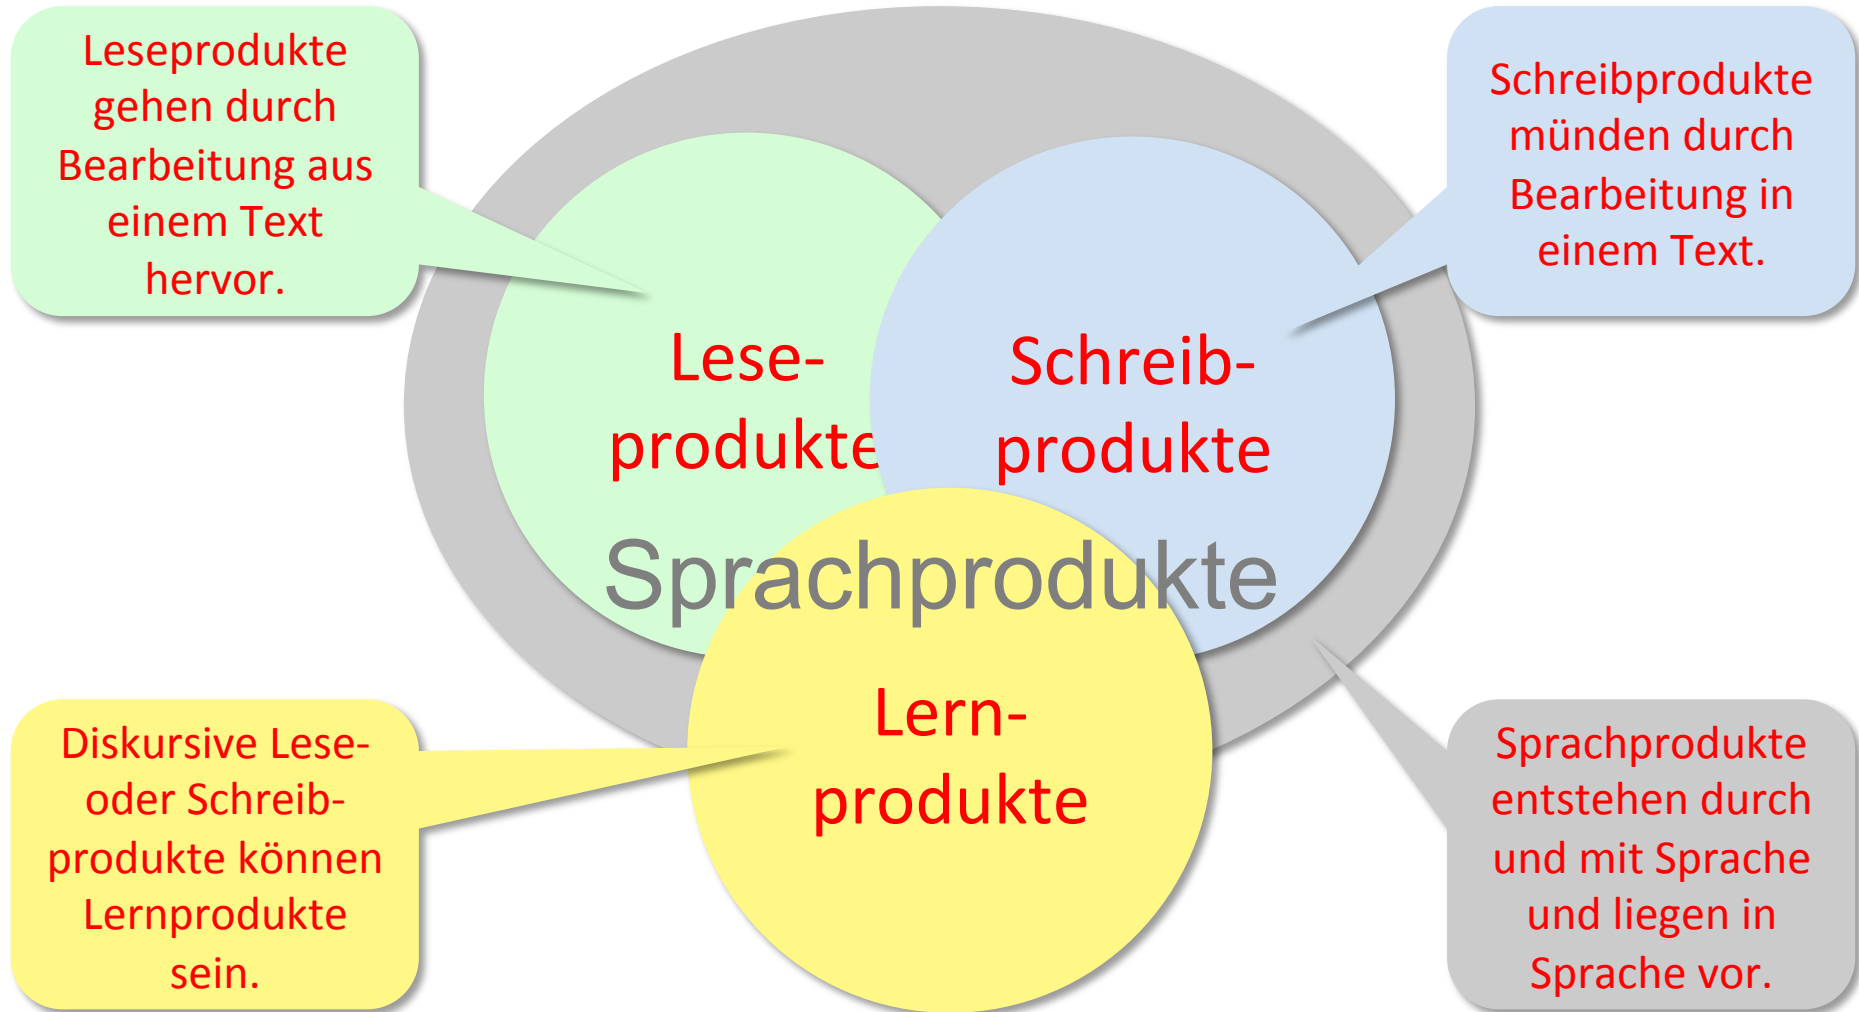 Leseprodukte
gehen durch
Bearbeitung aus
einem Text
hervor.
Schreibprodukte
münden durch
Bearbeitung in
einem Text.
Lese-
produkte
Schreib-
produkte
Sprachprodukte
Lern-
produkte
Diskursive Lese-
oder Schreib-
produkte können
Lernprodukte
sein.
Sprachprodukte
entstehen durch
und mit Sprache
und liegen in
Sprache vor.